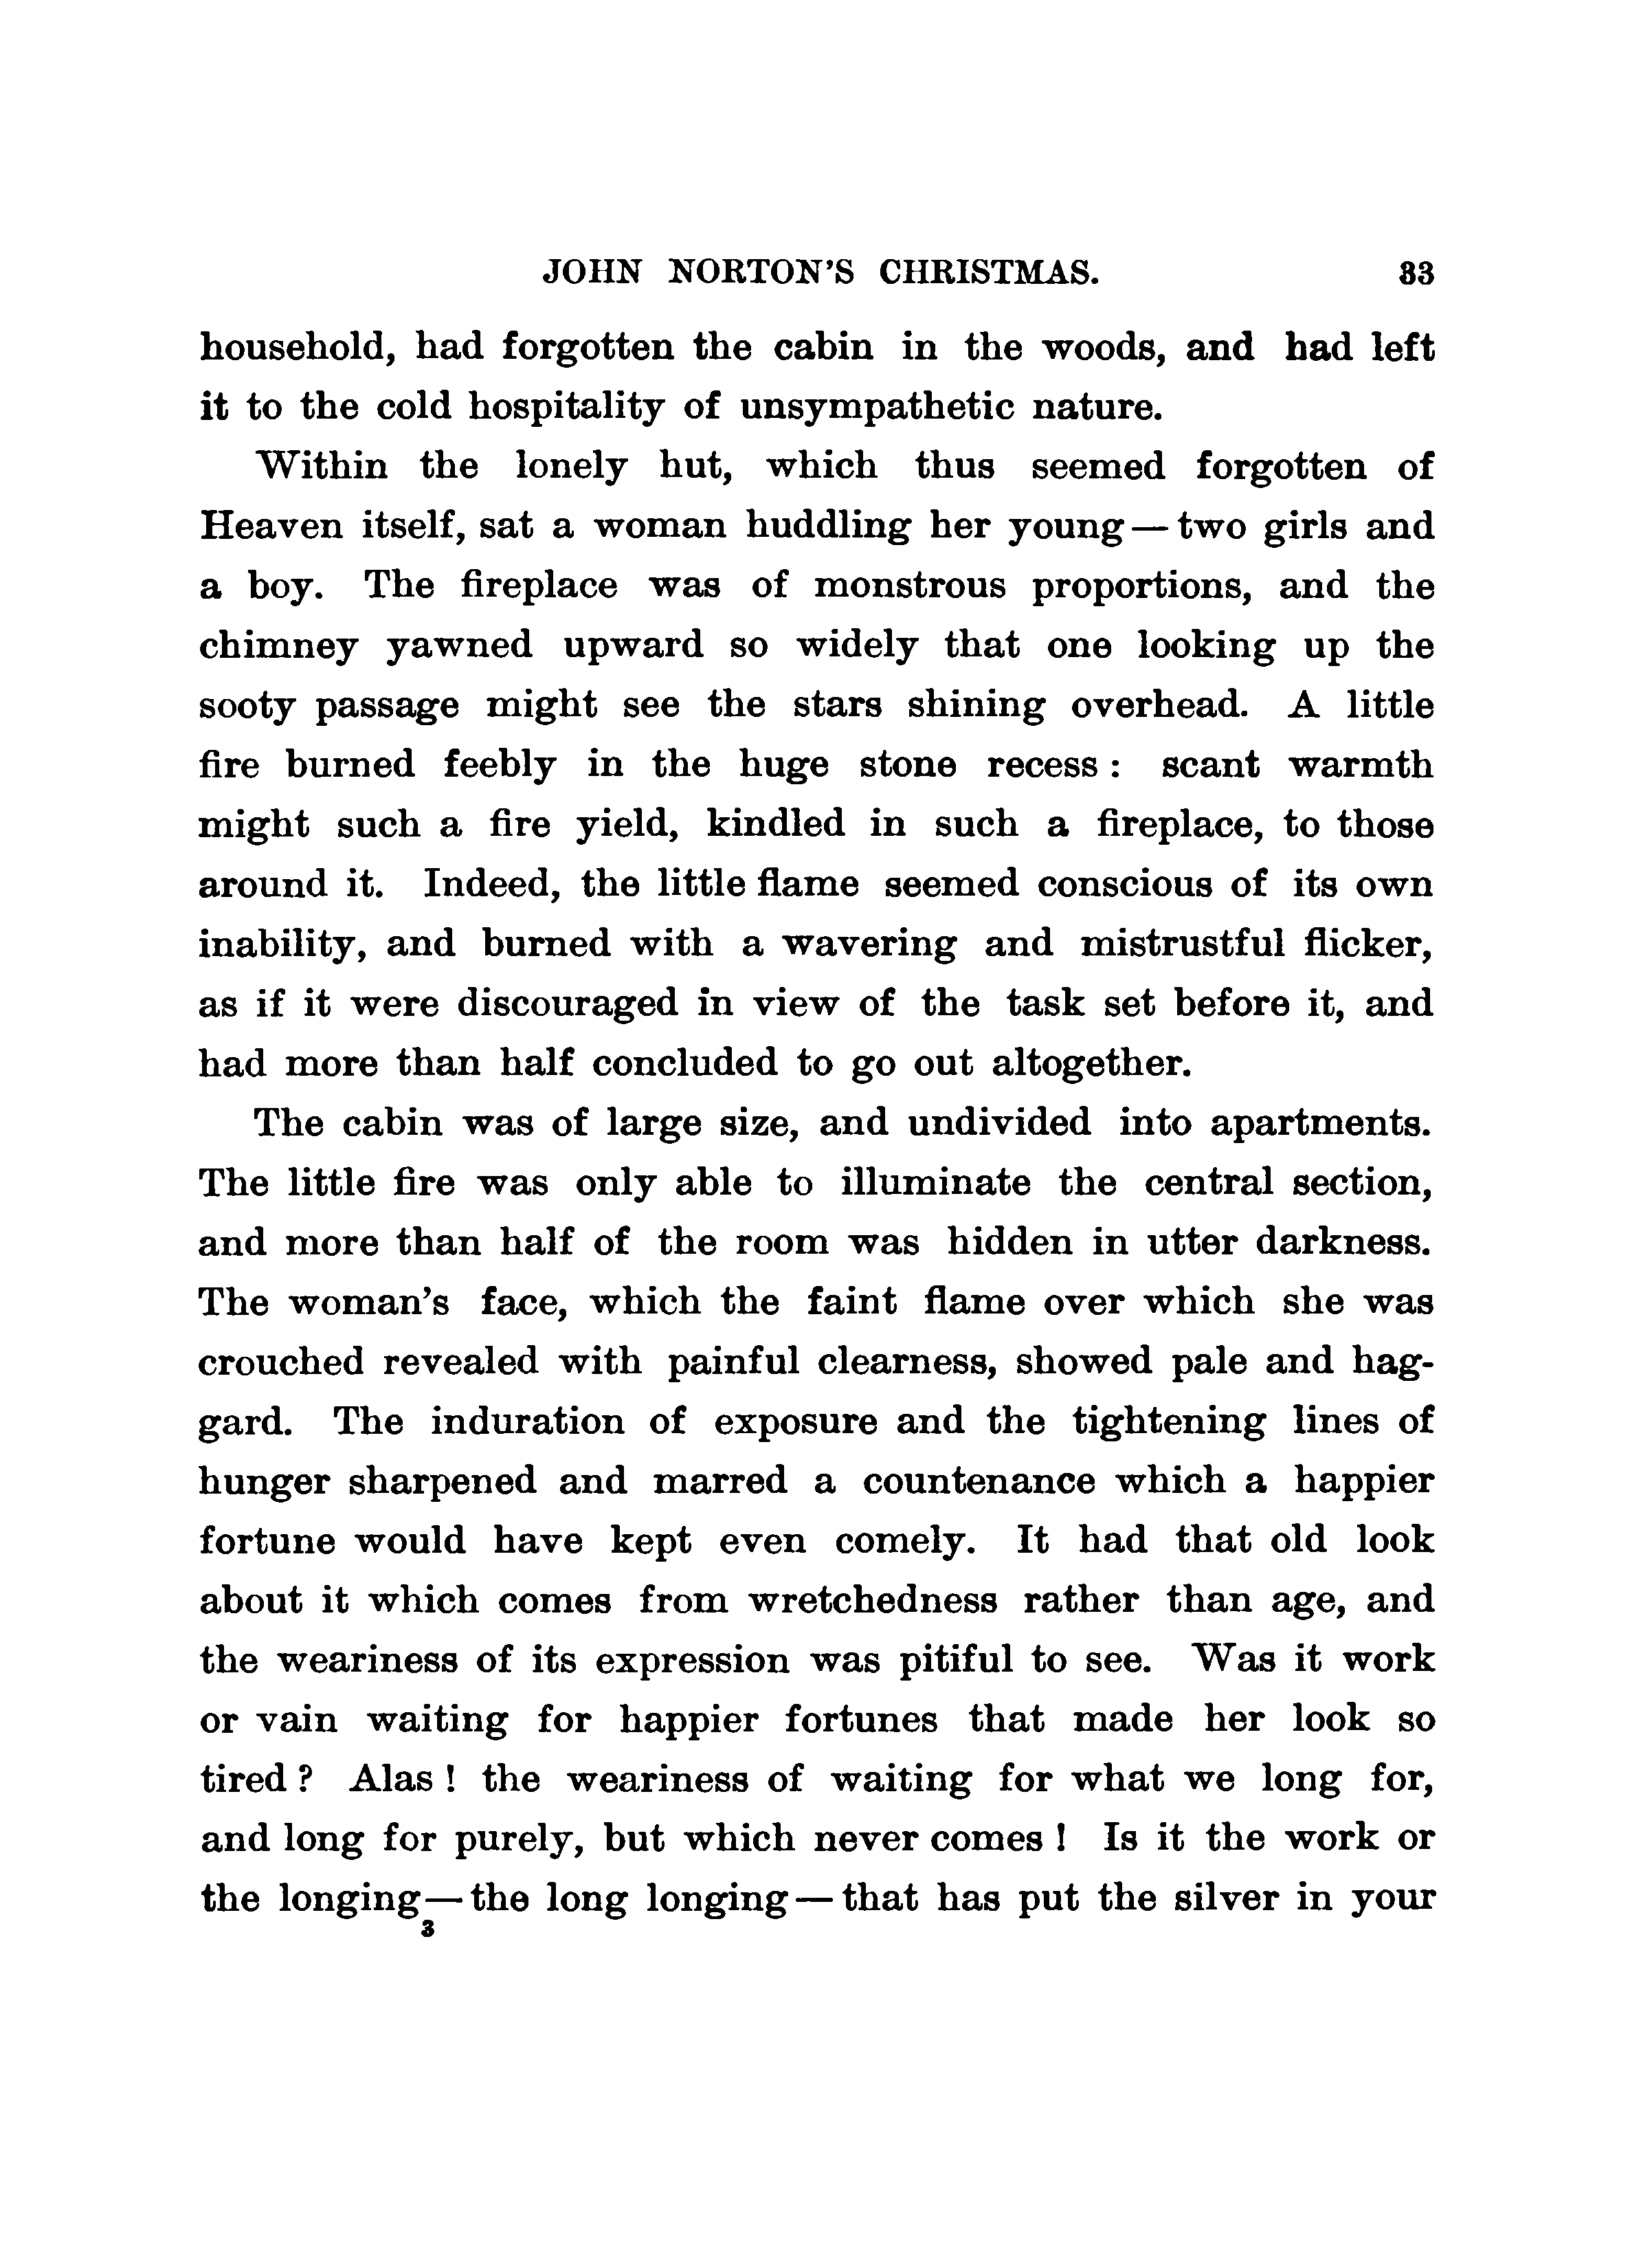 JOHN NORTON'S CHRISTMAS. 33
household, had forgotten the cabin in the woods, and had left
it to the cold hospitality of unsympathetic nature.
Within the lonely hut, which thus seemed forgotten of
Heaven itself, sat a woman huddling her young — two girls and
a boy. The fireplace was of monstrous proportions, and the
chimney yawned upward so widely that one looking up the
sooty passage might see the stars shining overhead. A little
fire burned feebly in the huge stone recess : scant warmth
might such a fire yield, kindled in such a fireplace, to those
around it. Indeed, the little flame seemed conscious of its own
inability, and burned with a wavering and mistrustful flicker,
as if it were discouraged in view of the task set before it, and
had more than half concluded to go out altogether.
The cabin was of large size, and undivided into apartments.
The little fire was only able to illuminate the central section,
and more than half of the room was hidden in utter darkness.
The woman's face, which the faint flame over which she was
crouched revealed with painful clearness, showed pale and hag-
gard. The induration of exposure and the tightening lines of
hunger sharpened and marred a countenance which a happier
fortune would have kept even comely. It had that old look
about it which comes from wretchedness rather than age, and
the weariness of its expression was pitiful to see. Was it work
or vain waiting for happier fortunes that made her look so
tired ? Alas ! the weariness of waiting for what we long for,
and long for purely, but which never comes ! Is it the work or
the longing — the long longing — that has put the silver in your
3